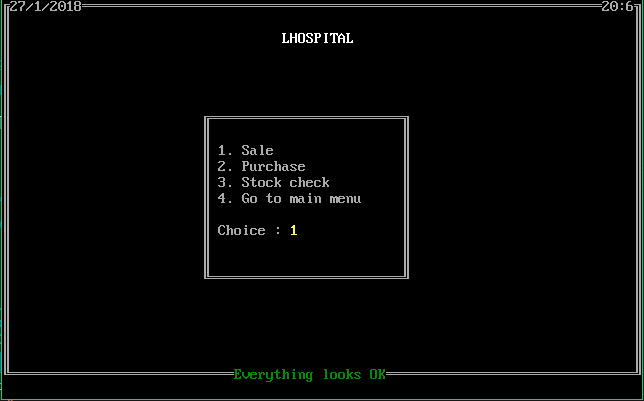 27/1/2018 20:6
LHOSPITAL
1. Sale
2. Purchase
3. Stock check
4. Go to main menu
Choice : 1
Everything looks OK